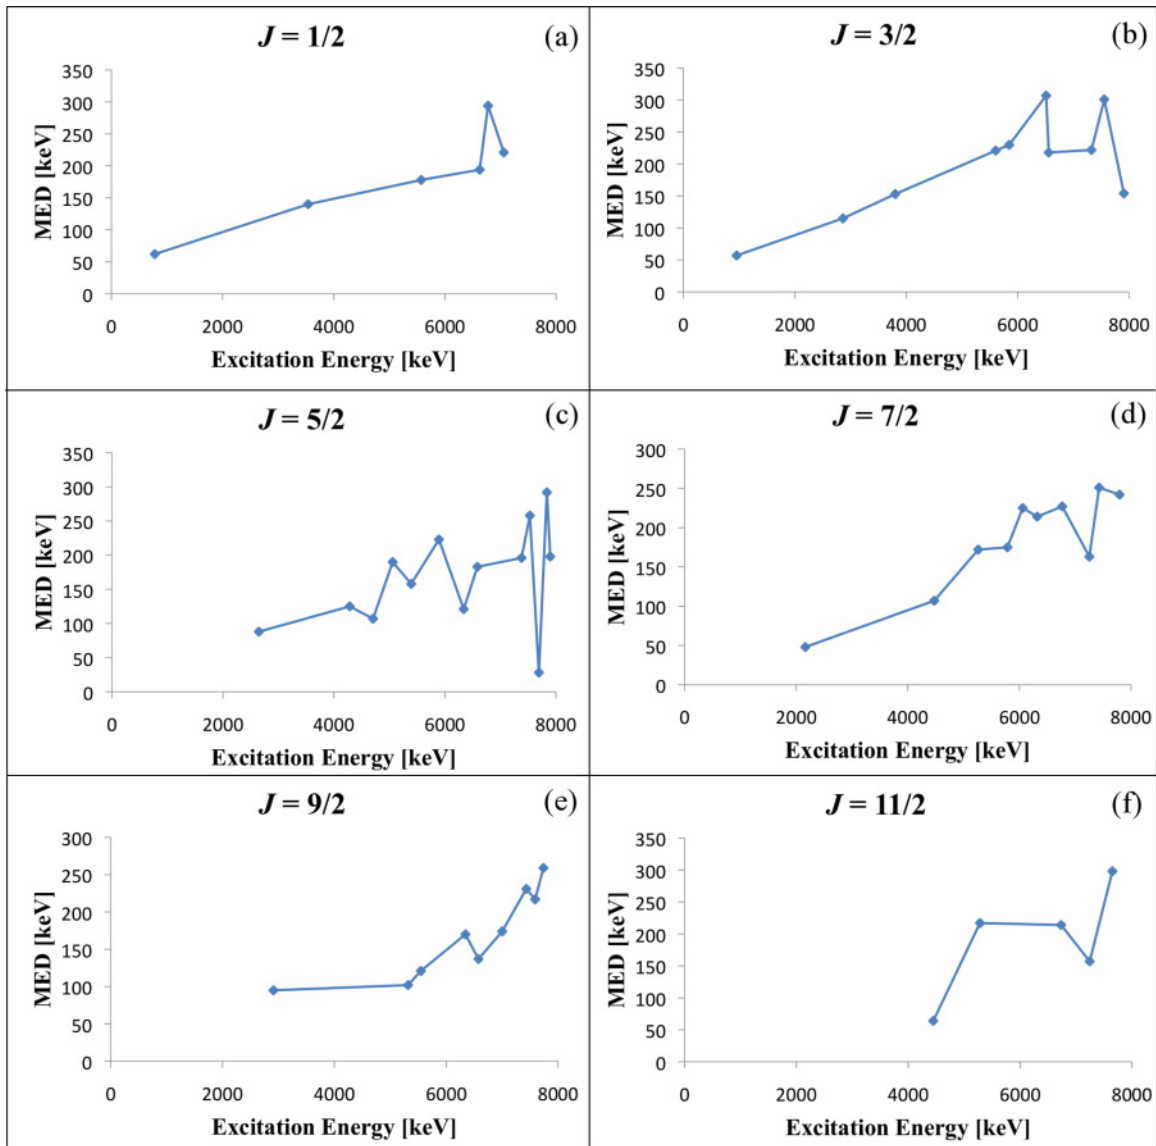 J = 1/2
(a)
350
300
250
200
150
100
50
0
MED [keV]
0 2000 4000 6000 8000
Excitation Energy [keV]
J = 3/2
(b)
350
300
250
200
150
100
50
0
MED [keV]
0 2000 4000 6000 8000
Excitation Energy [keV]
J = 5/2
(c)
350
300
250
200
150
100
50
0
MED [keV]
0 2000 4000 6000 8000
Excitation Energy [keV]
J = 7/2
(d)
300
250
200
150
100
50
0
MED [keV]
0 2000 4000 6000 8000
Excitation Energy [keV]
J = 9/2
(e)
300
250
200
150
100
50
0
MED [keV]
0 2000 4000 6000 8000
Excitation Energy [keV]
J = 11/2
(f)
350
300
250
200
150
100
50
0
MED [keV]
0 2000 4000 6000 8000
Excitation Energy [keV]